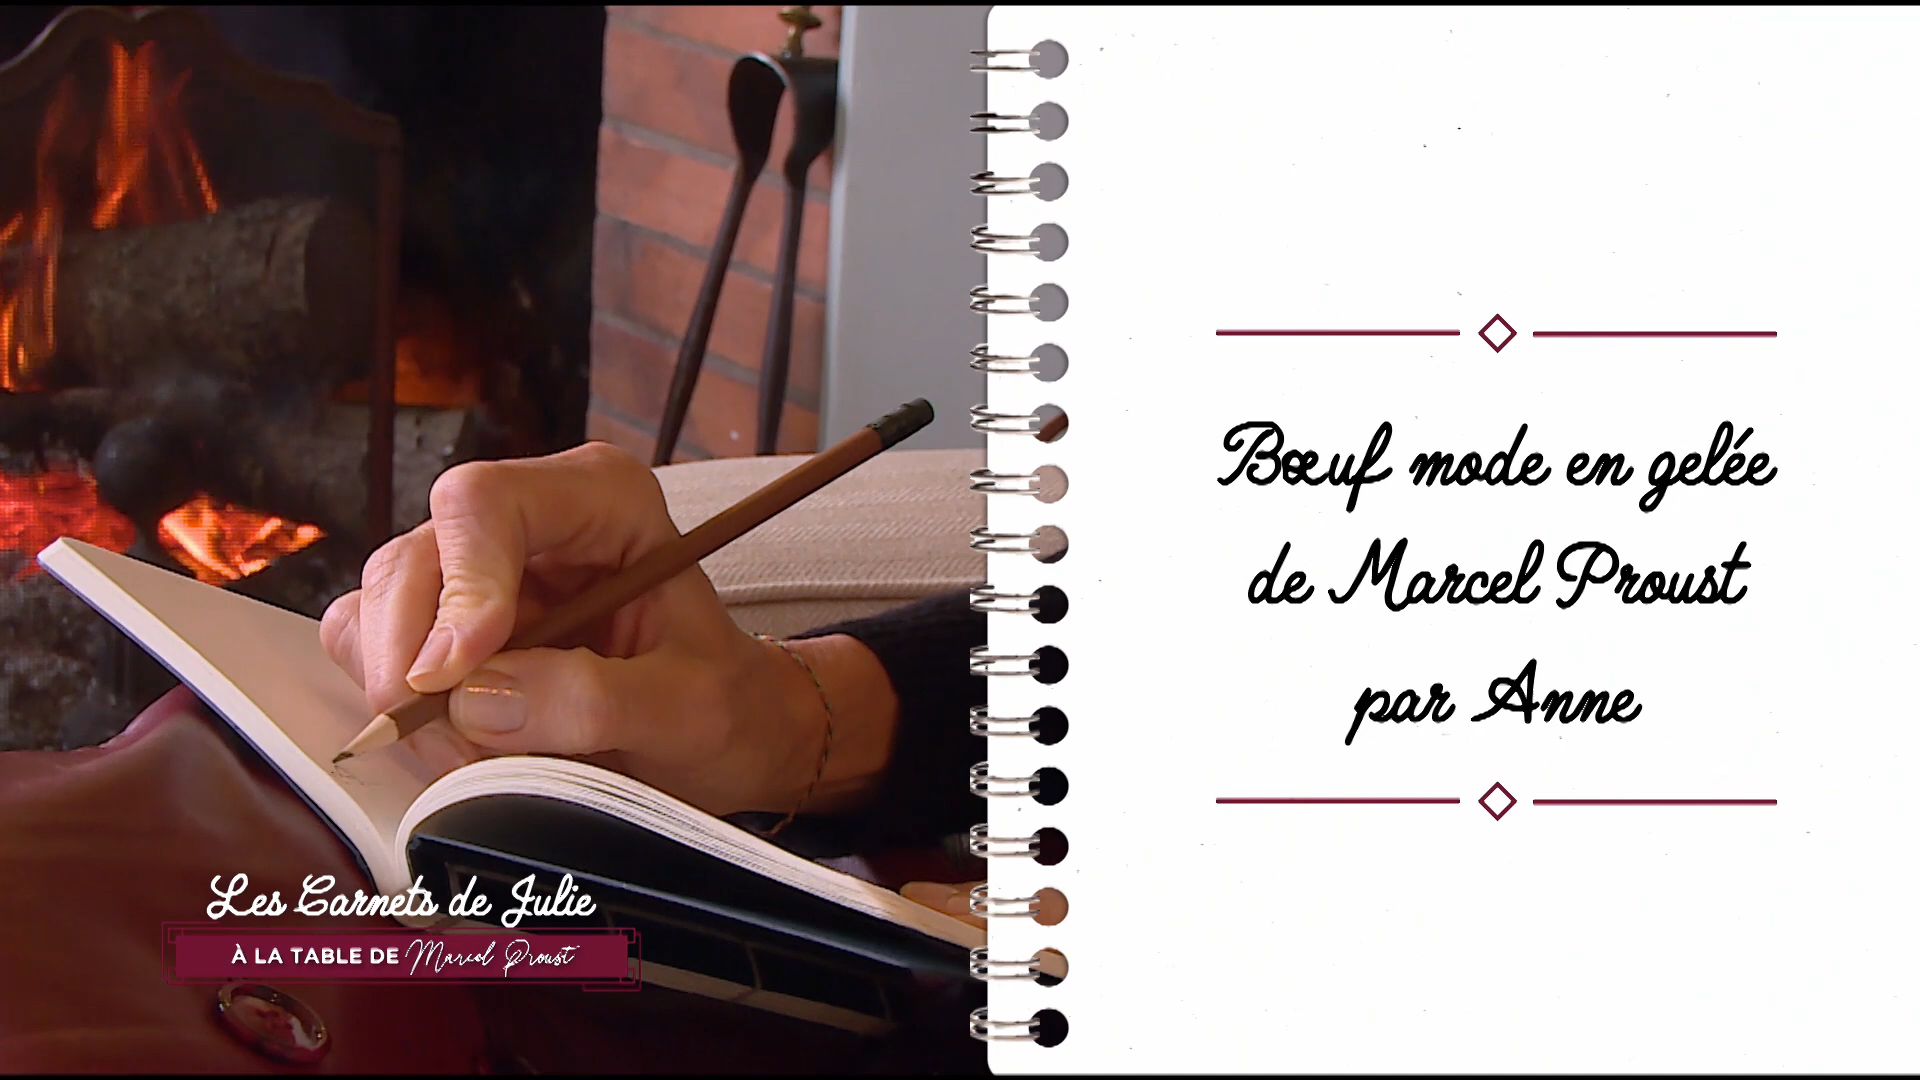 Bœuf mode en gelée
de Marcel Proust
par Anne
Les Carnets de Julie
À LA TABLE DE Marcel Proust